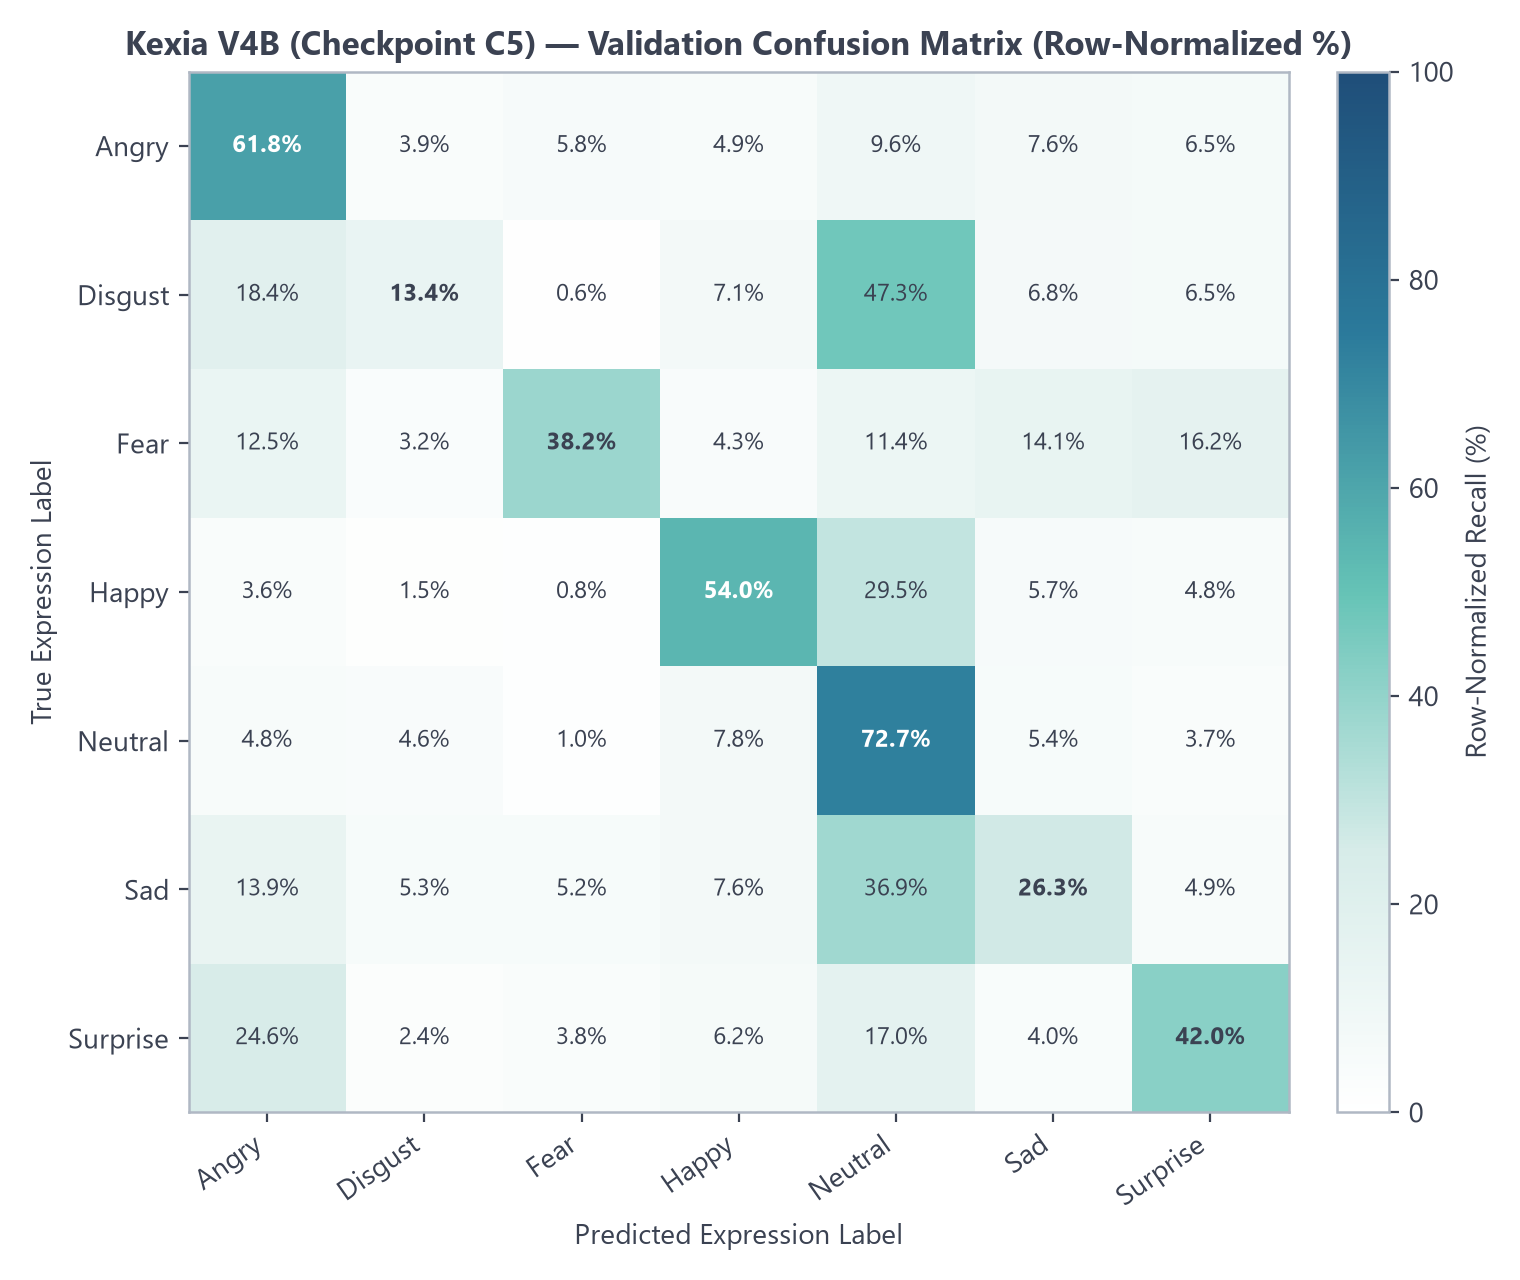 Kexia V4B (Checkpoint C5) — Validation Confusion Matrix (Row-Normalized %)
Angry 61.8% 3.9% 5.8% 4.9% 9.6% 7.6% 6.5%
Disgust 18.4% 13.4% 0.6% 7.1% 47.3% 6.8% 6.5%
Fear 12.5% 3.2% 38.2% 4.3% 11.4% 14.1% 16.2%
Happy 3.6% 1.5% 0.8% 54.0% 29.5% 5.7% 4.8%
Neutral 4.8% 4.6% 1.0% 7.8% 72.7% 5.4% 3.7%
Sad 13.9% 5.3% 5.2% 7.6% 36.9% 26.3% 4.9%
Surprise 24.6% 2.4% 3.8% 6.2% 17.0% 4.0% 42.0%
Angry Disgust Fear Happy Neutral Sad Surprise
Predicted Expression Label
True Expression Label
100
80
60
40
20
0
Row-Normalized Recall (%)